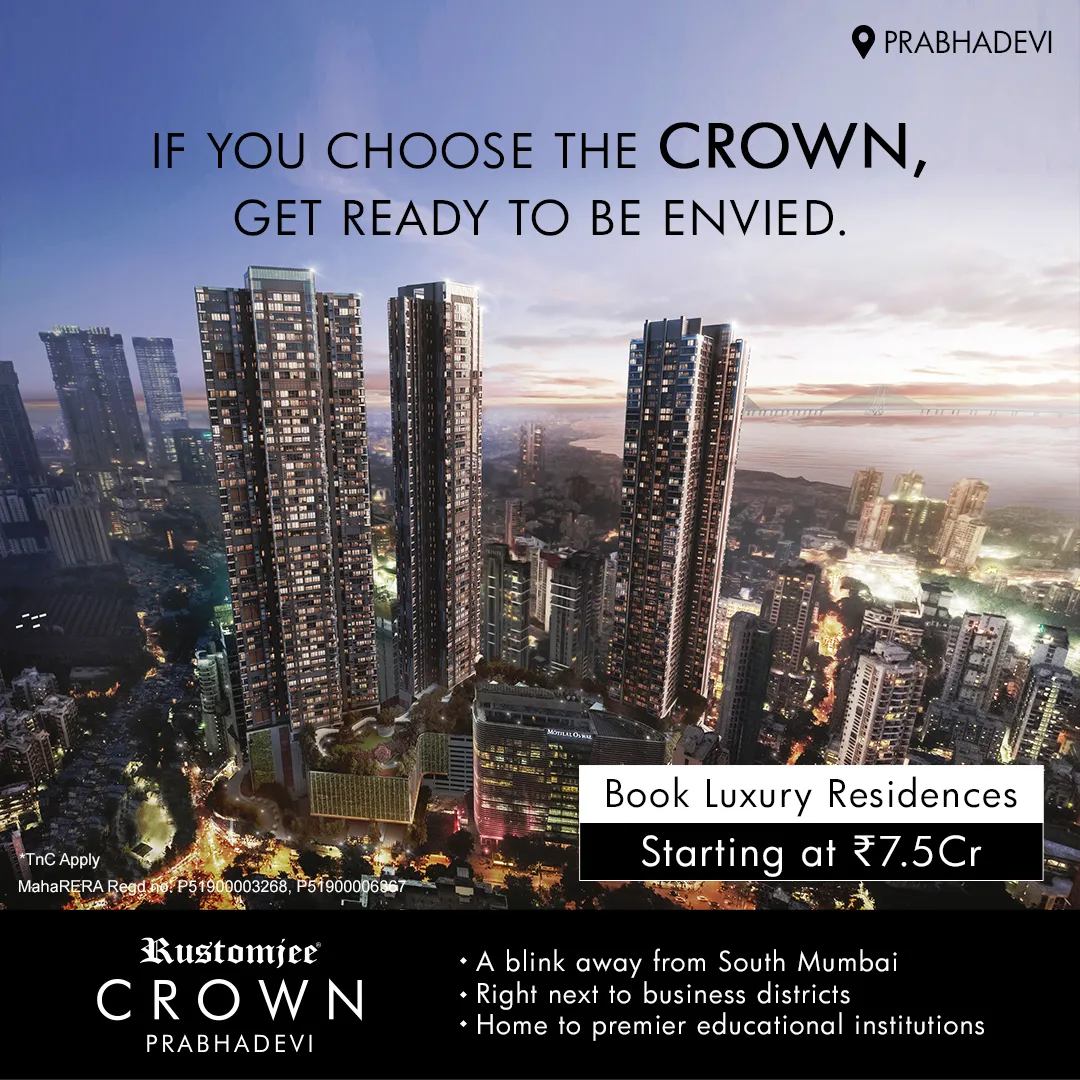 PRABHADEVI
IF YOU CHOOSE THE CROWN,
GET READY TO BE ENVIED.
MOTILAL OSWAL
Book Luxury Residences
Starting at ₹7.5Cr
*TnC Apply
MahaRERA Regd.no: P51900003268, P51900006867
Rustomjee®
CROWN
PRABHADEVI
• A blink away from South Mumbai
• Right next to business districts
• Home to premier educational institutions